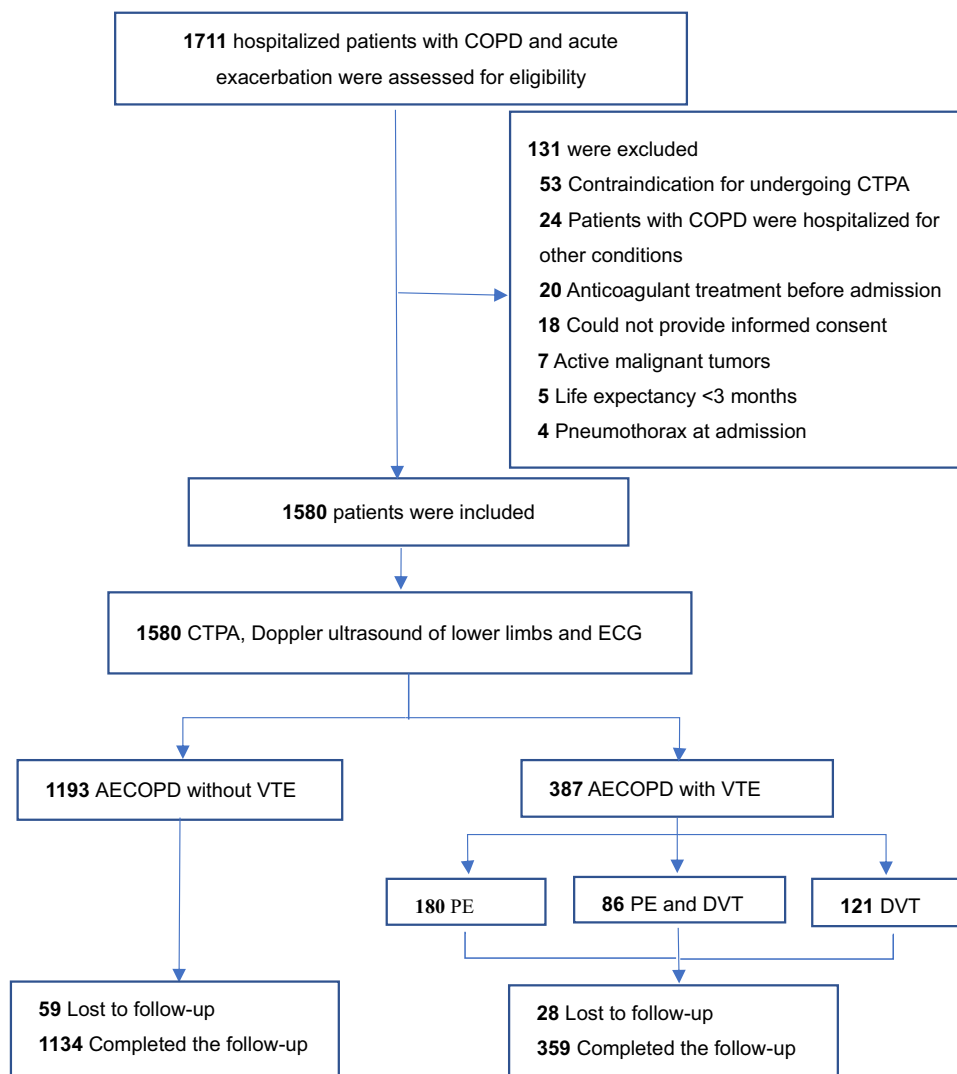 1711 hospitalized patients with COPD and acute
exacerbation were assessed for eligibility
131 were excluded
53 Contraindication for undergoing CTPA
24 Patients with COPD were hospitalized for
other conditions
20 Anticoagulant treatment before admission
18 Could not provide informed consent
7 Active malignant tumors
5 Life expectancy <3 months
4 Pneumothorax at admission
1580 patients were included
1580 CTPA, Doppler ultrasound of lower limbs and ECG
1193 AECOPD without VTE
387 AECOPD with VTE
180 PE
86 PE and DVT
121 DVT
59 Lost to follow-up
1134 Completed the follow-up
28 Lost to follow-up
359 Completed the follow-up